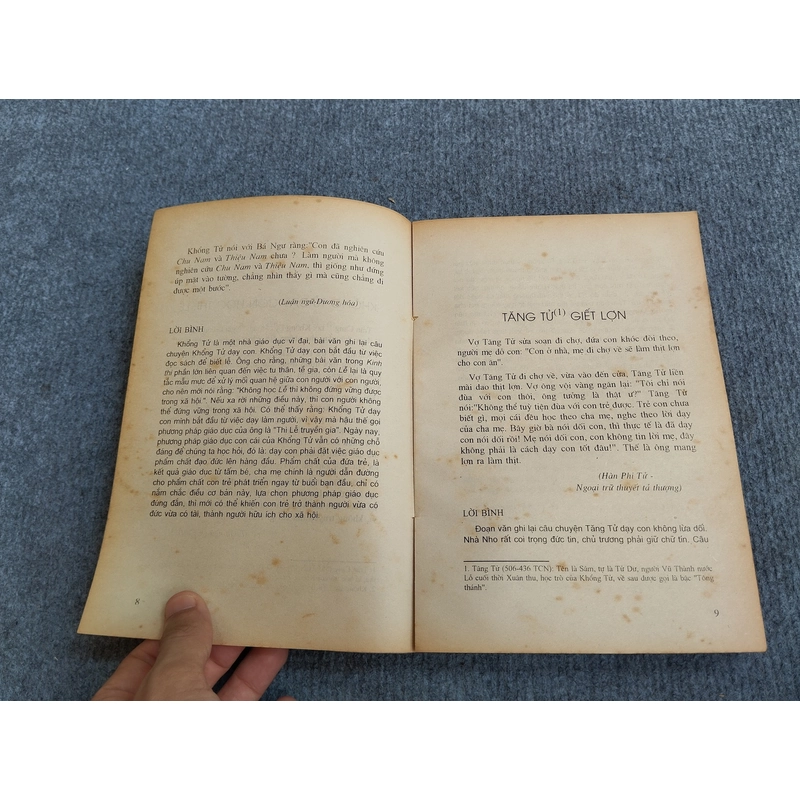 Khổng Tử nói với Bá Ngư rằng:"Con đã nghiên cứu
Chu Nam và Thiệu Nam chưa ? Làm người mà không
nghiên cứu Chu Nam và Thiệu Nam, thì giống như đứng
úp mặt vào tường, chẳng nhìn thấy gì mà cũng chẳng đi
được một bước".
(Luận ngữ-Dương hóa)
LỜI BÌNH
Khổng Tử là một nhà giáo dục vĩ đại, bài văn ghi lại câu
chuyện Khổng Tử dạy con. Khổng Tử dạy con bắt đầu từ việc
đọc sách để biết lễ. Ông cho rằng, những bài văn trong Kinh
thi phần lớn liên quan đến việc tu thân, tề gia, còn Lễ lại là quy
tắc mẫu mực để xử lý mối quan hệ giữa con người với con người,
cho nên mới nói rằng: "Không học Lễ thì không đứng vững được
trong xã hội". Nếu xa rời những điều này, thì con người không
thể đứng vững trong xã hội. Có thể thấy rằng: Khổng Tử dạy
con mình bắt đầu từ việc dạy làm người, vì vậy mà hậu thế gọi
phương pháp giáo dục của ông là "Thi Lễ truyền gia". Ngày nay,
phương pháp giáo dục con cái của Khổng Tử vẫn có những chỗ
đáng để chúng ta học hỏi, đó là: dạy con phải đặt việc giáo dục
phẩm chất đạo đức lên hàng đầu. Phẩm chất của đứa trẻ, là
kết quả giáo dục từ tấm bé, cha mẹ chính là người dẫn đường
cho phẩm chất con trẻ phát triển ngay từ buổi ban đầu, chỉ có
nắm chắc điều cơ bản này, lựa chọn phương pháp giáo dục
đúng đắn, thì mới có thể khiến con trẻ trở thành người vừa có
đức vừa có tài, thành người hữu ích cho xã hội.
8
TĂNG TỬ(1) GIẾT LỢN
Vợ Tăng Tử sửa soạn đi chợ, đứa con khóc đòi theo,
người mẹ dỗ con: "Con ở nhà, mẹ đi chợ về sẽ làm thịt lợn
cho con ăn".
Vợ Tăng Tử đi chợ về, vừa vào đến cửa, Tăng Tử liền
mài dao thịt lợn. Vợ ông vội vàng ngăn lại: "Tôi chỉ nói
đùa với con thôi, ông tưởng là thật ư?" Tăng Tử
nói:"Không thể tuỳ tiện đùa với con trẻ được. Trẻ con chưa
biết gì, mọi cái đều học theo cha mẹ, nghe theo lời dạy
của cha mẹ. Bây giờ bà nói dối con, thì thực tế là đã dạy
con nói dối rồi! Mẹ nói dối con, con không tin lời mẹ, đây
không phải là cách dạy con tốt đâu!". Thế là ông mang
lợn ra làm thịt.
(Hàn Phi Tử -
Ngoại trữ thuyết tả thượng)
LỜI BÌNH
Đoạn văn ghi lại câu chuyện Tăng Tử dạy con không lừa dối.
Nhà Nho rất coi trọng đức tin, chủ trương phải giữ chữ tín. Câu
1. Tăng Tử (506-436 TCN): Tên là Sâm, tự là Tử Dư, người Vũ Thành nước
Lỗ cuối thời Xuân thu, học trò của Khổng Tử, về sau được gọi là bậc "Tông
thánh".
9